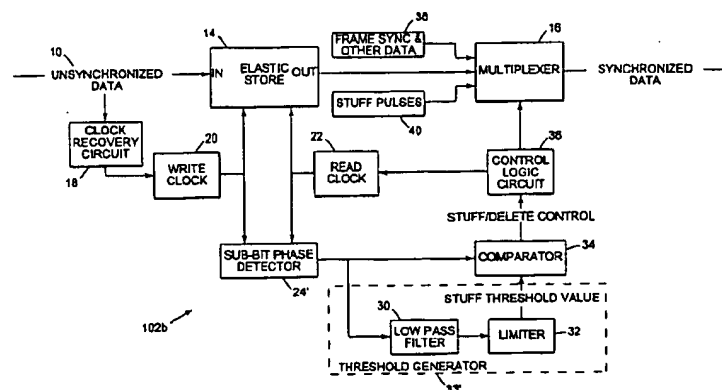 38
14
FRAME SYNC &
OTHER DATA
16
10
UNSYNCHRONIZED
DATA
IN
ELASTIC
STORE
OUT
MULTIPLEXER
SYNCHRONIZED
DATA
STUFF PULSES
CLOCK
RECOVERY
CIRCUIT
20
22
40
36
18
WRITE
CLOCK
READ
CLOCK
CONTROL
LOGIC
CIRCUIT
STUFF/DELETE CONTROL
34
SUB-BIT PHASE
DETECTOR
COMPARATOR
24'
STUFF THRESHOLD VALUE
30
102b
LOW PASS
FILTER
LIMITER
32
THRESHOLD GENERATOR
33'